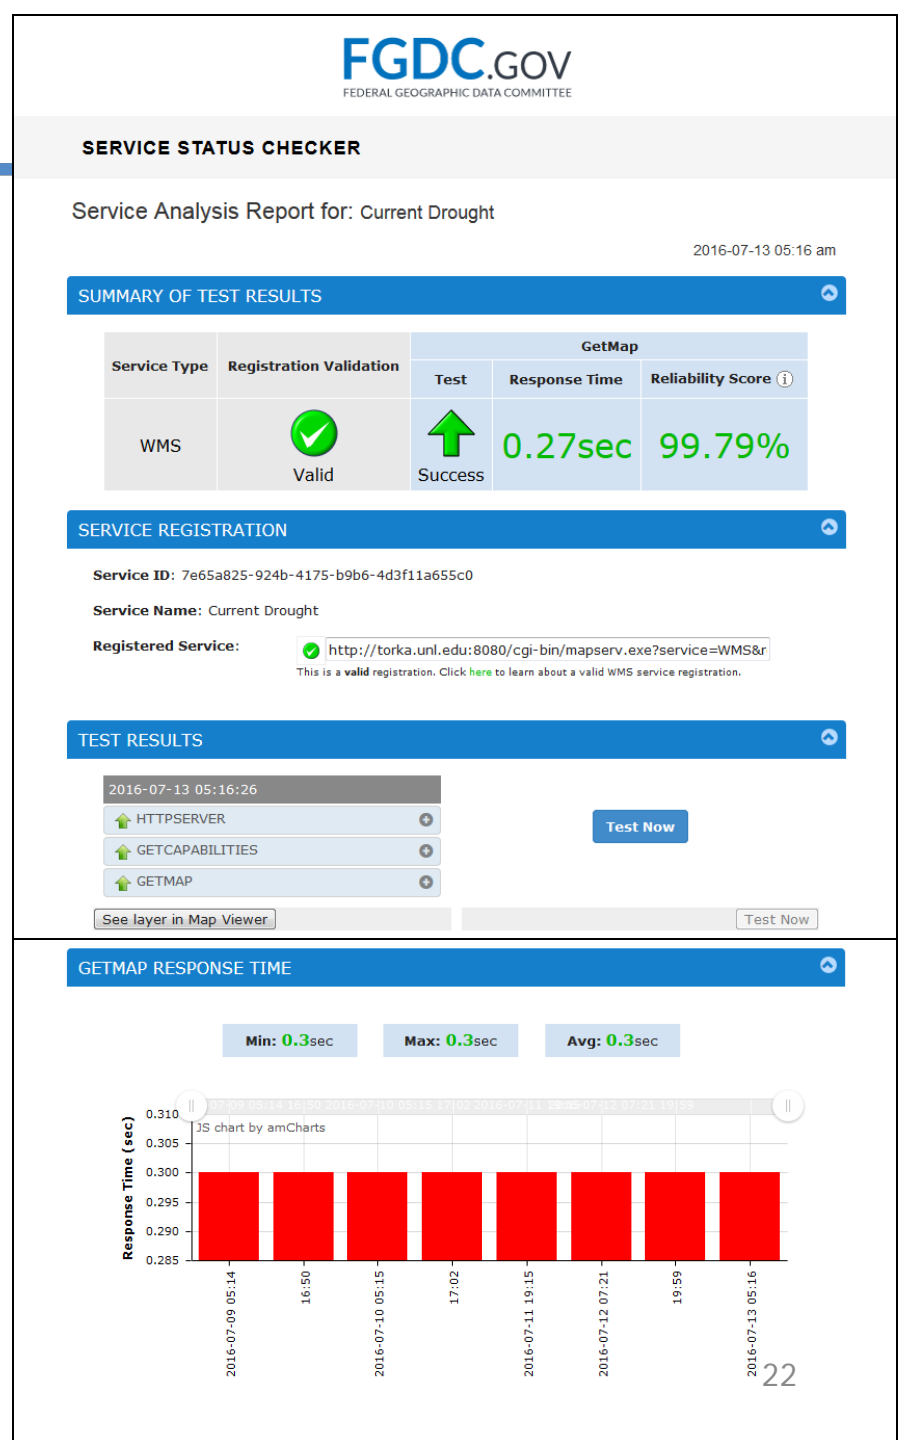 FGDC.GOV
FEDERAL GEOGRAPHIC DATA COMMITTEE
SERVICE STATUS CHECKER
Service Analysis Report for: Current Drought
2016-07-13 05:16 am
SUMMARY OF TEST RESULTS
Service Type Registration Validation GetMap
Test Response Time Reliability Score i
WMS Valid Success 0.27sec 99.79%
SERVICE REGISTRATION
Service ID: 7e65a825-924b-4175-b9b6-4d3f11a655c0
Service Name: Current Drought
Registered Service: http://torka.unl.edu:8080/cgi-bin/mapserv.exe?service=WMS&r
This is a valid registration. Click here to learn about a valid WMS service registration.
TEST RESULTS
2016-07-13 05:16:26
HTTPSERVER
GETCAPABILITIES
GETMAP
Test Now
See layer in Map Viewer
Test Now
GETMAP RESPONSE TIME
Min: 0.3sec Max: 0.3sec Avg: 0.3sec
JS chart by amCharts
Response Time (sec)
0.310
0.305
0.300
0.295
0.290
0.285
2016-07-09 05:14
16:50
2016-07-10 05:15
17:02
2016-07-11 19:15
2016-07-12 07:21
19:59
2016-07-13 05:16
22